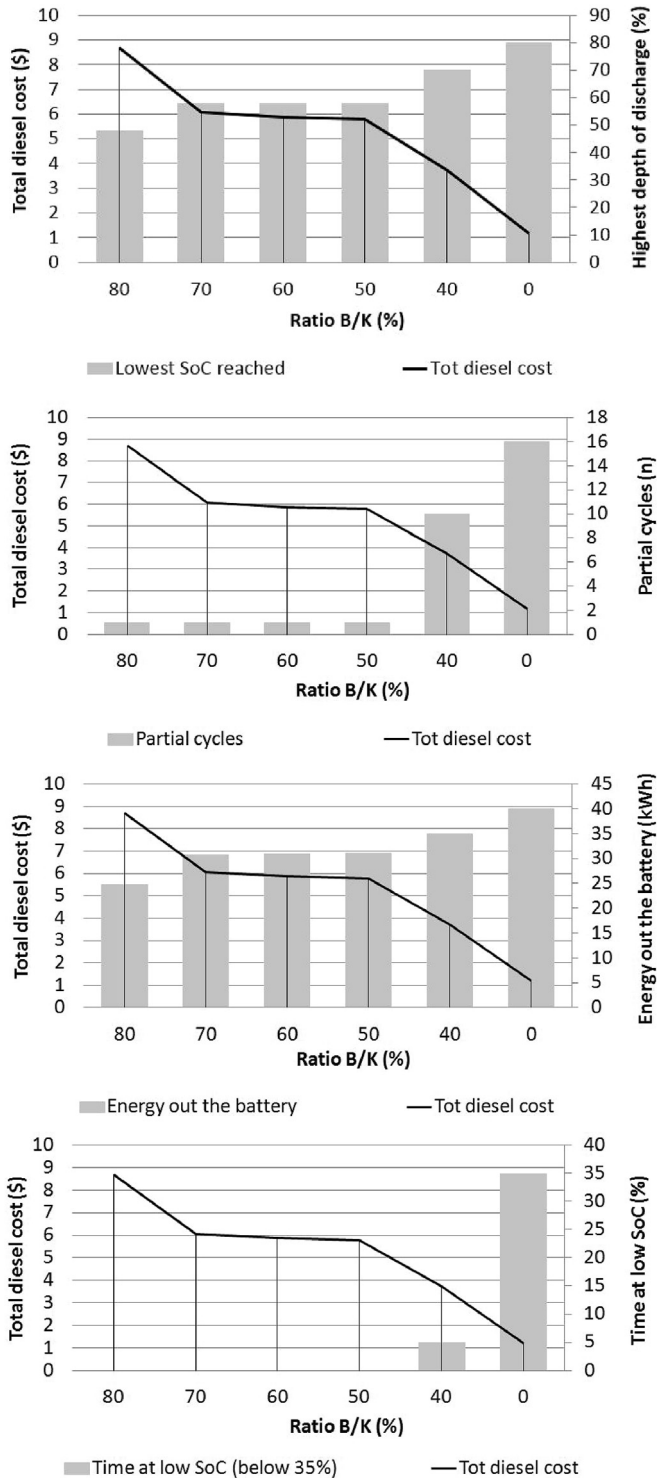 Total diesel cost ($)
10 9 8 7 6 5 4 3 2 1 0
90 80 70 60 50 40 30 20 10 0
Highest depth of discharge (%)
80 70 60 50 40 0
Ratio B/K (%)
Lowest SoC reached Tot diesel cost
Total diesel cost ($)
10 9 8 7 6 5 4 3 2 1 0
18 16 14 12 10 8 6 4 2 0
Partial cycles (n)
80 70 60 50 40 0
Ratio B/K (%)
Partial cycles Tot diesel cost
Total diesel cost ($)
10 9 8 7 6 5 4 3 2 1 0
45 40 35 30 25 20 15 10 5 0
Energy out the battery (kWh)
80 70 60 50 40 0
Ratio B/K (%)
Energy out the battery Tot diesel cost
Total diesel cost ($)
10 9 8 7 6 5 4 3 2 1 0
40 35 30 25 20 15 10 5 0
Time at low SoC (%)
80 70 60 50 40 0
Ratio B/K (%)
Time at low SoC (below 35%) Tot diesel cost